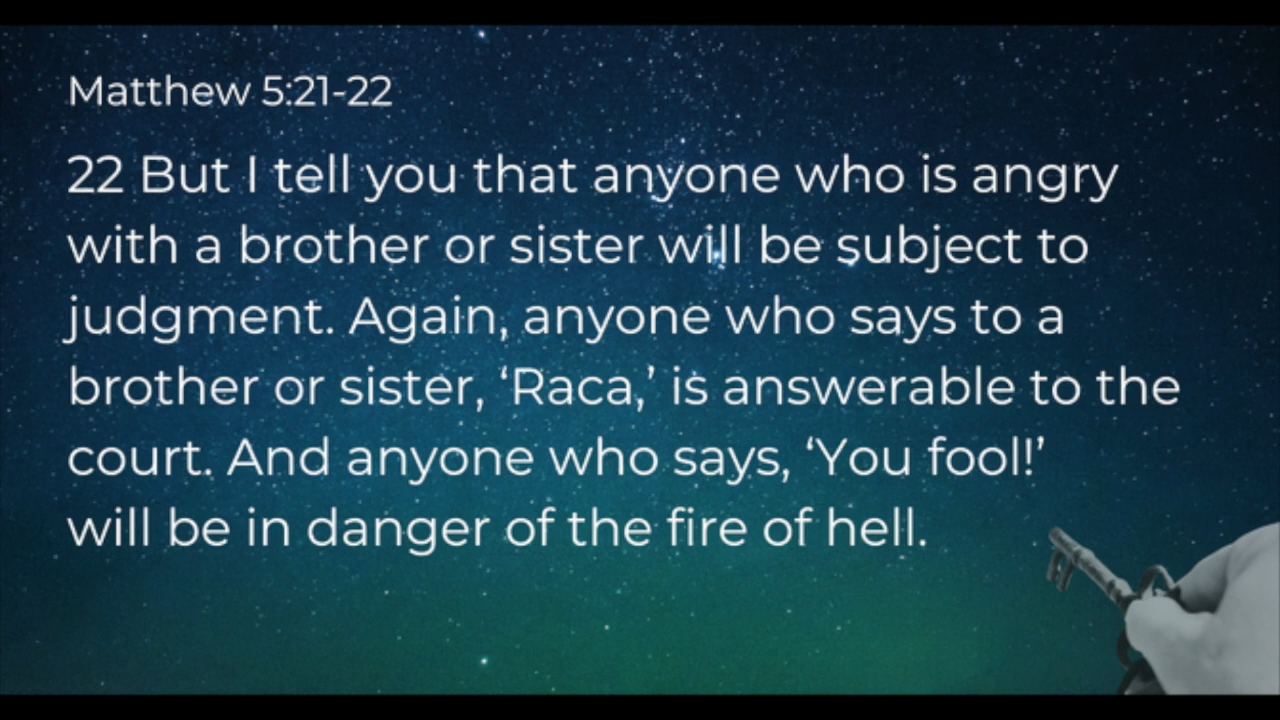 Matthew 5:21-22
22 But I tell you that anyone who is angry
with a brother or sister will be subject to
judgment. Again, anyone who says to a
brother or sister, ‘Raca,’ is answerable to the
court. And anyone who says, ‘You fool!’
will be in danger of the fire of hell.